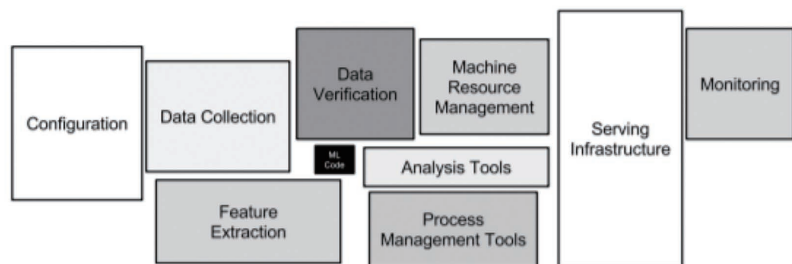 Configuration
Data Collection
Data
Verification
Machine
Resource
Management
Serving
Infrastructure
Monitoring
ML
Code
Analysis Tools
Feature
Extraction
Process
Management Tools